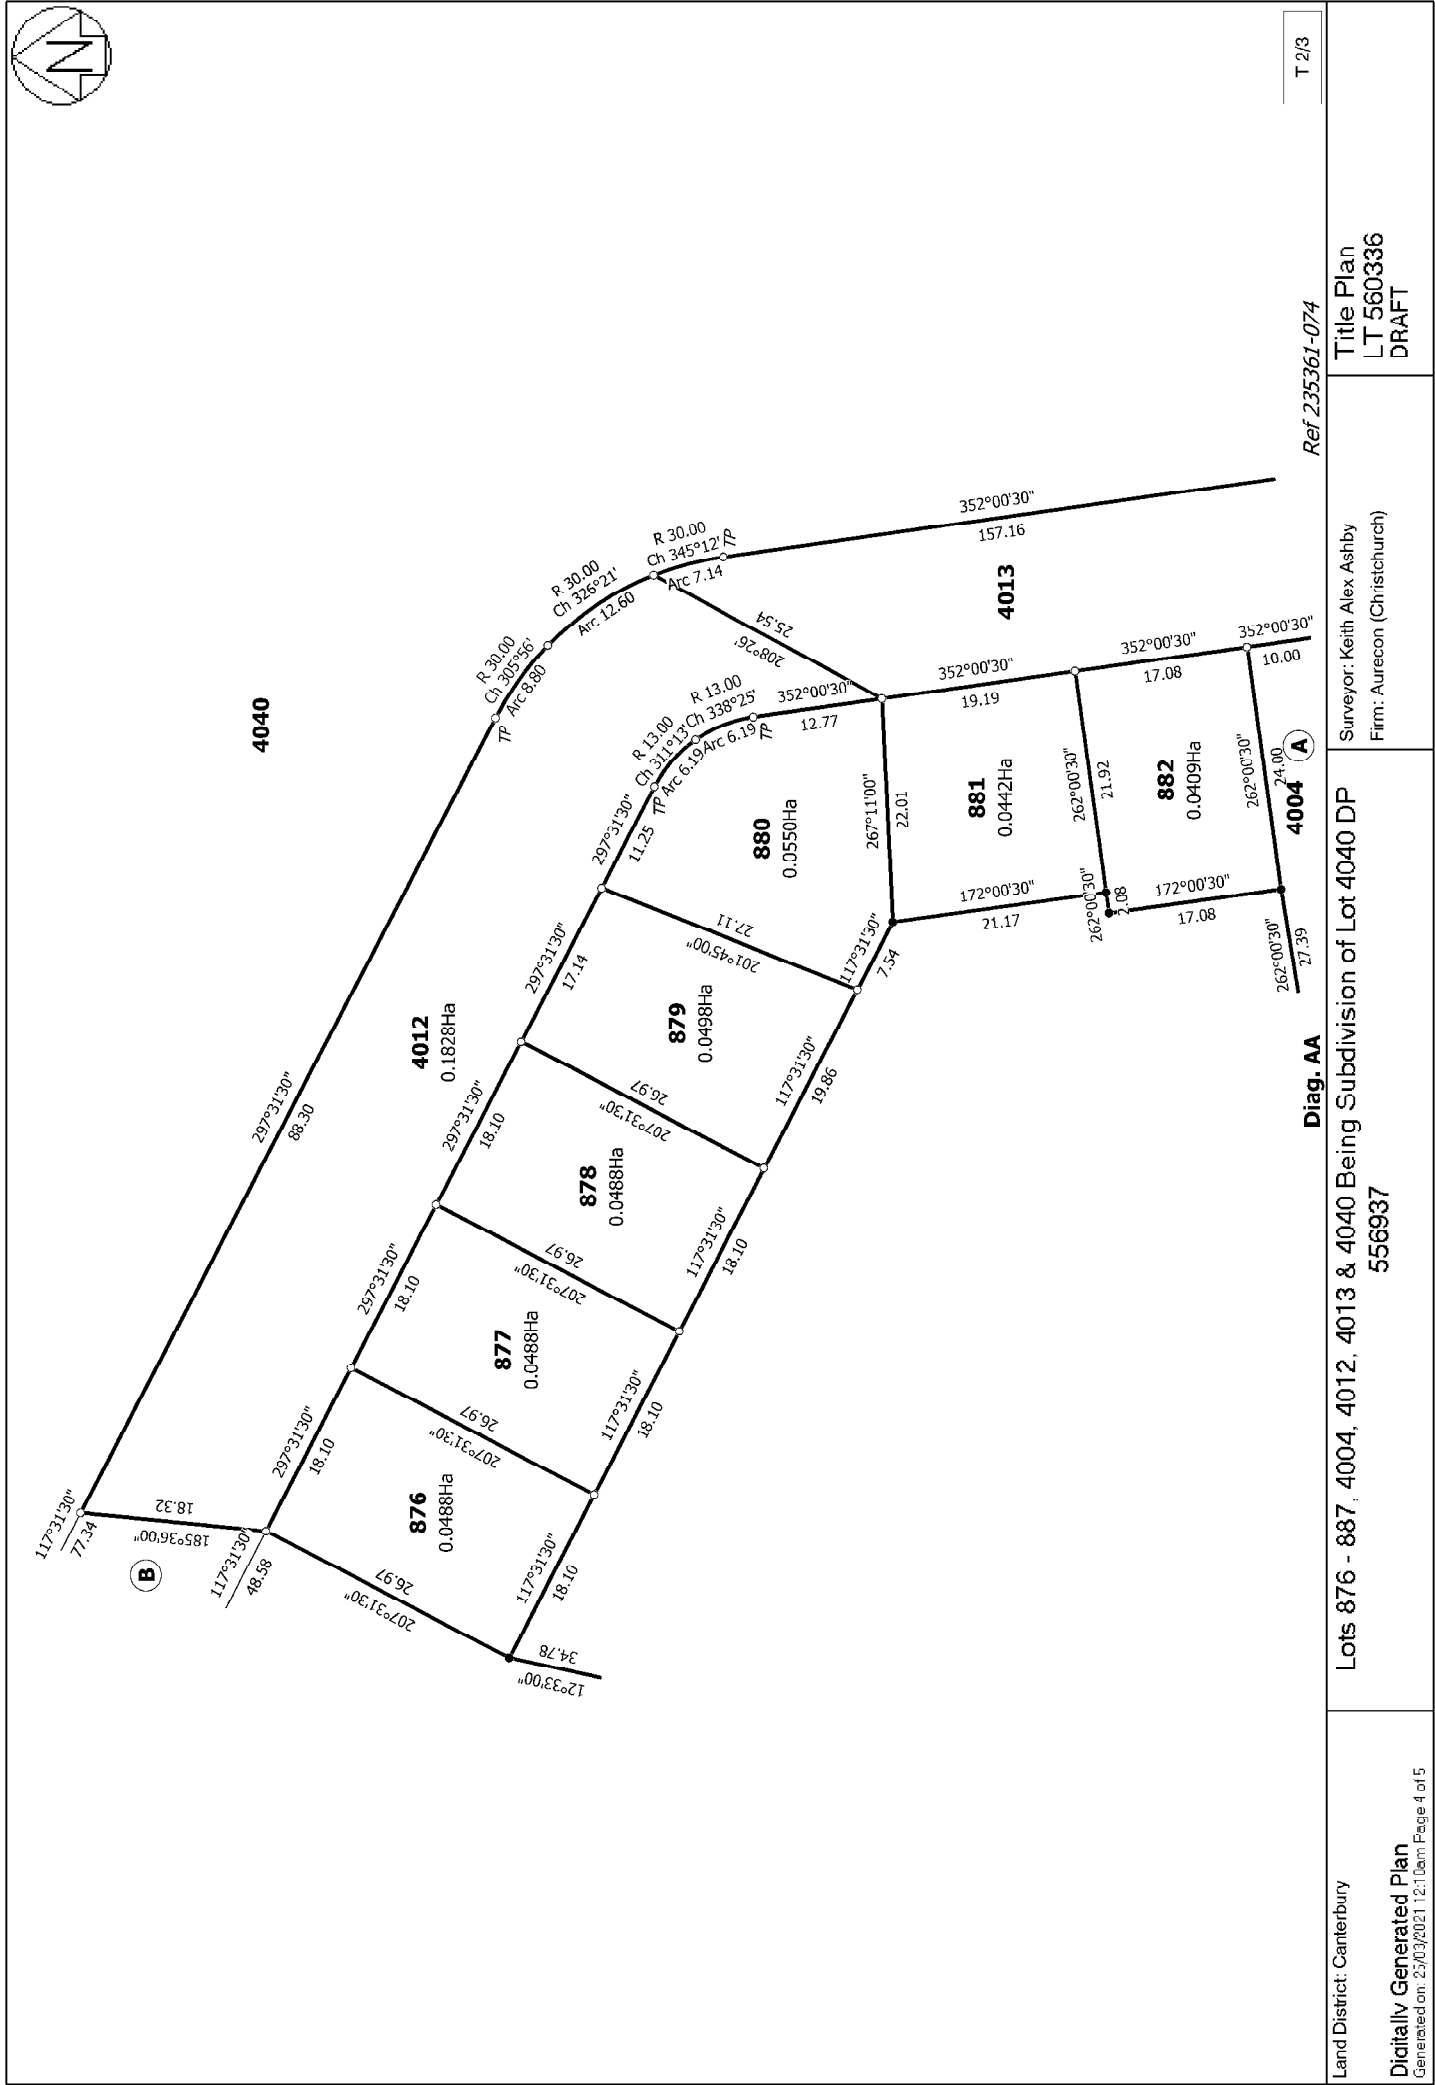 N
T 2/3
4040
117°31'30"
77.34
B
185°36'00"
18.32
117°31'30"
48.58
297°31'30"
88.30
4012
0.1828Ha
TP
R 30.00
Ch 305°56'
Arc 8.80
R 30.00
Ch 326°21'
Arc 12.60
R 30.00
Ch 345°12'
Arc 7.14
TP
352°00'30"
157.16
4013
208°26'
25.54
297°31'30"
18.10
297°31'30"
18.10
297°31'30"
18.10
297°31'30"
17.14
297°31'30"
11.25
TP
R 13.00
Ch 311°13'
Arc 6.19
R 13.00
Ch 338°25'
Arc 6.19
TP
352°00'30"
12.77
207°31'30"
26.97
876
0.0488Ha
207°31'30"
26.97
877
0.0488Ha
207°31'30"
26.97
878
0.0488Ha
207°31'30"
26.97
879
0.0498Ha
201°45'00"
27.11
880
0.0550Ha
12°33'00"
34.78
117°31'30"
18.10
117°31'30"
18.10
117°31'30"
18.10
117°31'30"
19.86
117°31'30"
7.54
267°11'00"
22.01
352°00'30"
19.19
881
0.0442Ha
172°00'30"
21.17
262°00'30"
21.92
262°00'30"
2.08
352°00'30"
17.08
882
0.0409Ha
172°00'30"
17.08
262°00'30"
24.00
352°00'30"
10.00
4004
A
262°00'30"
27.39
Diag. AA
Ref 235361-074
Land District: Canterbury
Digitally Generated Plan
Generated on: 25/03/2021 12:10am Page 4 of 5
Lots 876 - 887, 4004, 4012, 4013 & 4040 Being Subdivision of Lot 4040 DP
556937
Surveyor: Keith Alex Ashby
Firm: Aurecon (Christchurch)
Title Plan
LT 560336
DRAFT